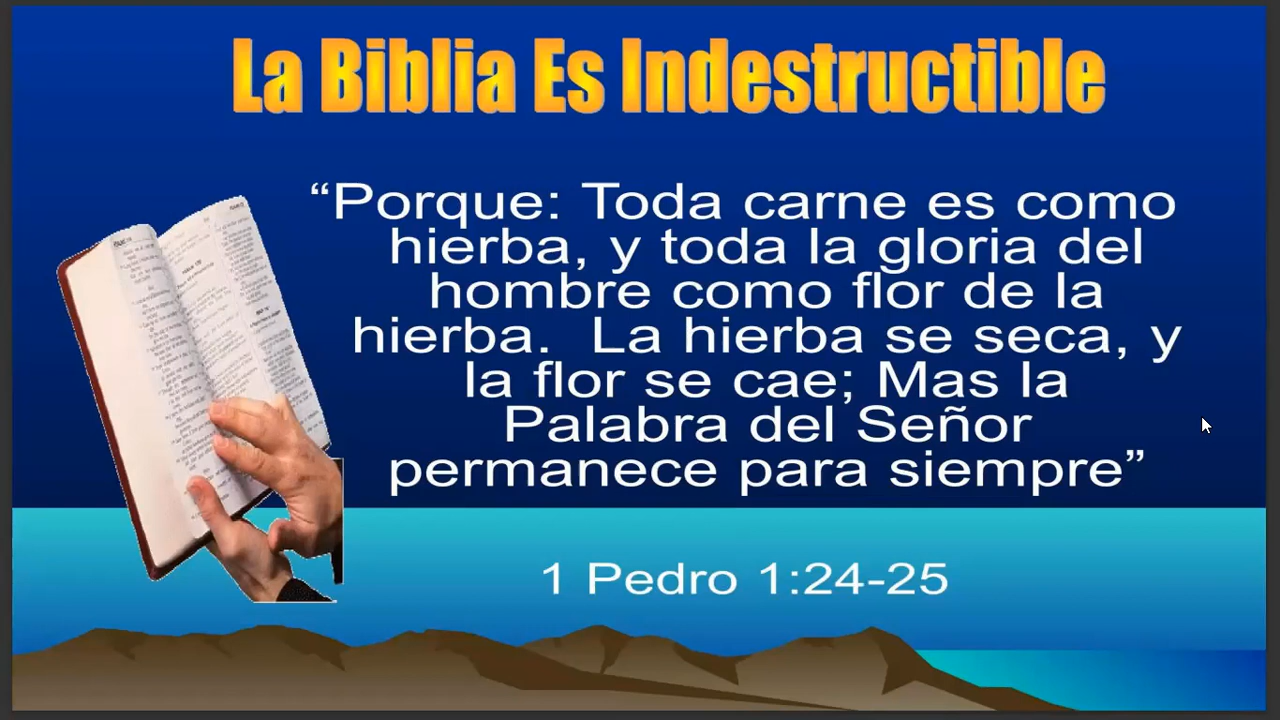 La Biblia Es Indestructible
“Porque: Toda carne es como
hierba, y toda la gloria del
hombre como flor de la
hierba.  La hierba se seca, y
la flor se cae; Mas la
Palabra del Señor
permanece para siempre”
1 Pedro 1:24-25